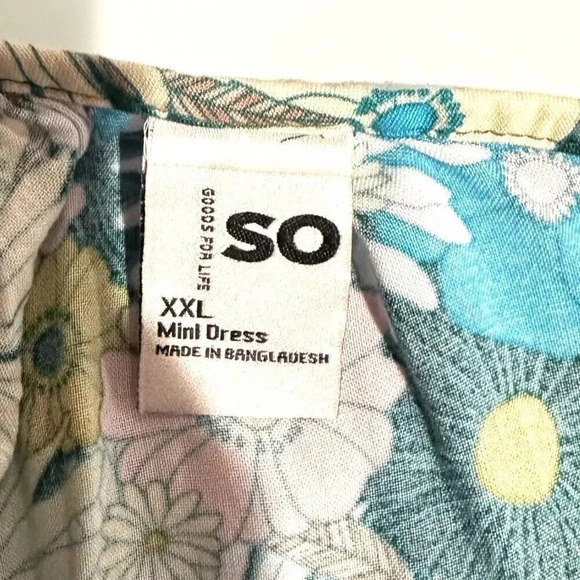 GOODS FOR LIFE
SO
XXL
Mini Dress
MADE IN BANGLADESH